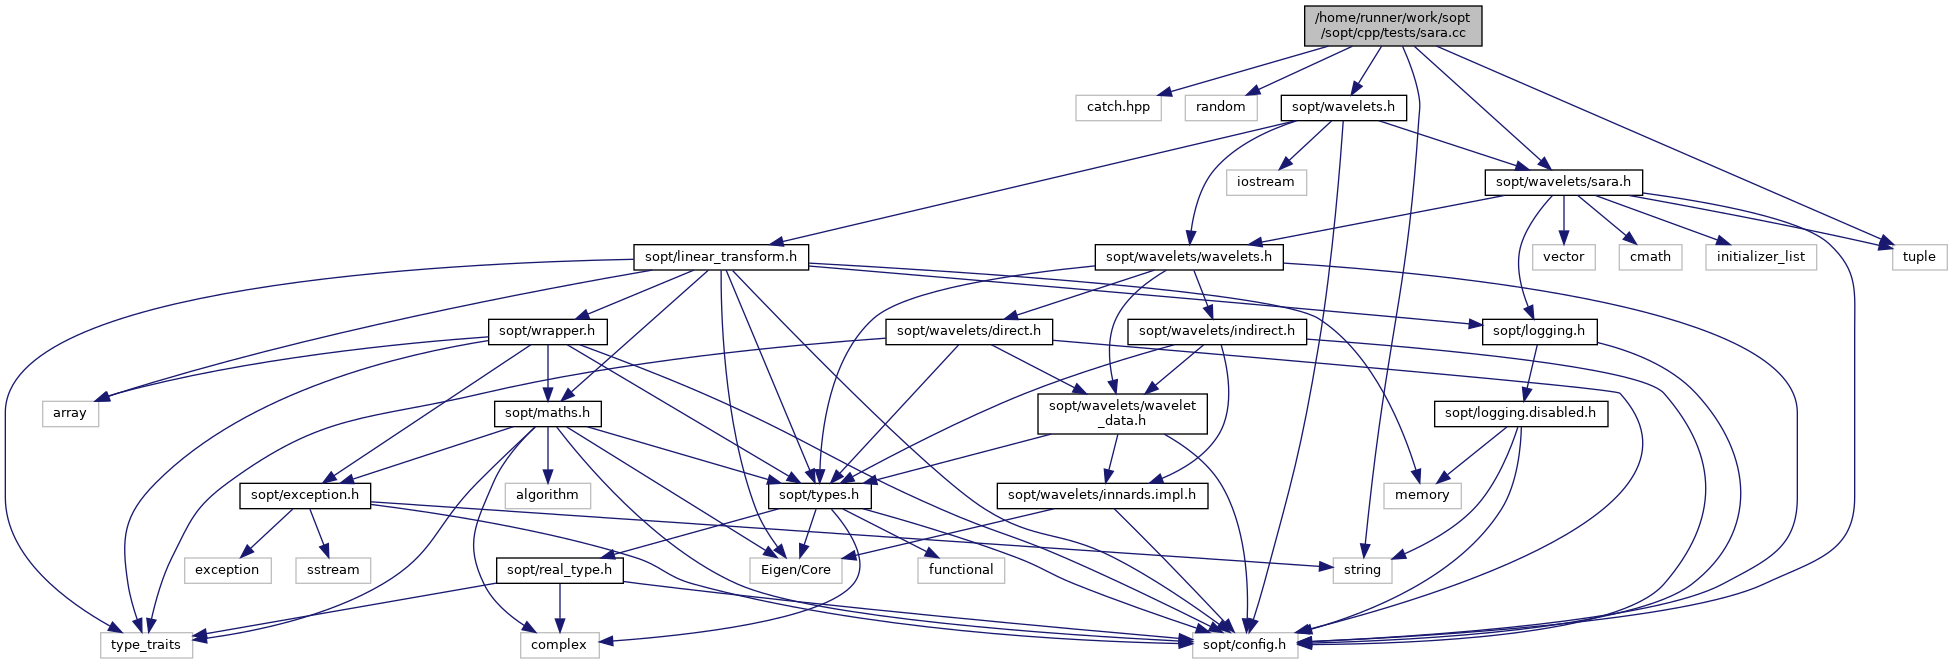 /home/runner/work/sopt
/sopt/cpp/tests/sara.cc
catch.hpp
random
sopt/wavelets.h
iostream
sopt/wavelets/sara.h
sopt/linear_transform.h
sopt/wavelets/wavelets.h
vector
cmath
initializer_list
tuple
sopt/wrapper.h
sopt/wavelets/direct.h
sopt/wavelets/indirect.h
sopt/logging.h
array
sopt/maths.h
sopt/wavelets/wavelet
_data.h
sopt/logging.disabled.h
sopt/exception.h
algorithm
sopt/types.h
sopt/wavelets/innards.impl.h
memory
exception
sstream
sopt/real_type.h
Eigen/Core
functional
string
type_traits
complex
sopt/config.h